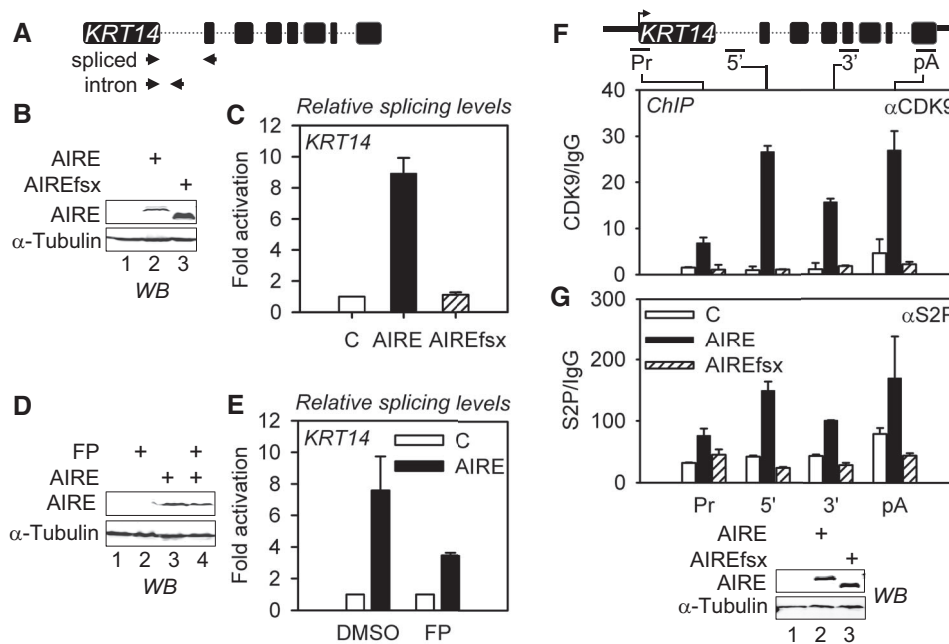 A
KRT14
spliced
intron
B
AIRE +
AIREfsx +
AIRE
α-Tubulin
1 2 3
WB
C
Relative splicing levels
KRT14
Fold activation
12
10
8
6
4
2
0
C AIRE AIREfsx
D
FP + +
AIRE + +
AIRE
α-Tubulin
1 2 3 4
WB
E
Relative splicing levels
KRT14
C
AIRE
Fold activation
12
10
8
6
4
2
0
DMSO FP
F
KRT14
Pr 5' 3' pA
ChIP
αCDK9
CDK9/IgG
40
30
20
10
0
G
αS2P
C
AIRE
AIREfsx
S2P/IgG
300
200
100
0
Pr 5' 3' pA
AIRE +
AIREfsx +
AIRE
α-Tubulin
WB
1 2 3